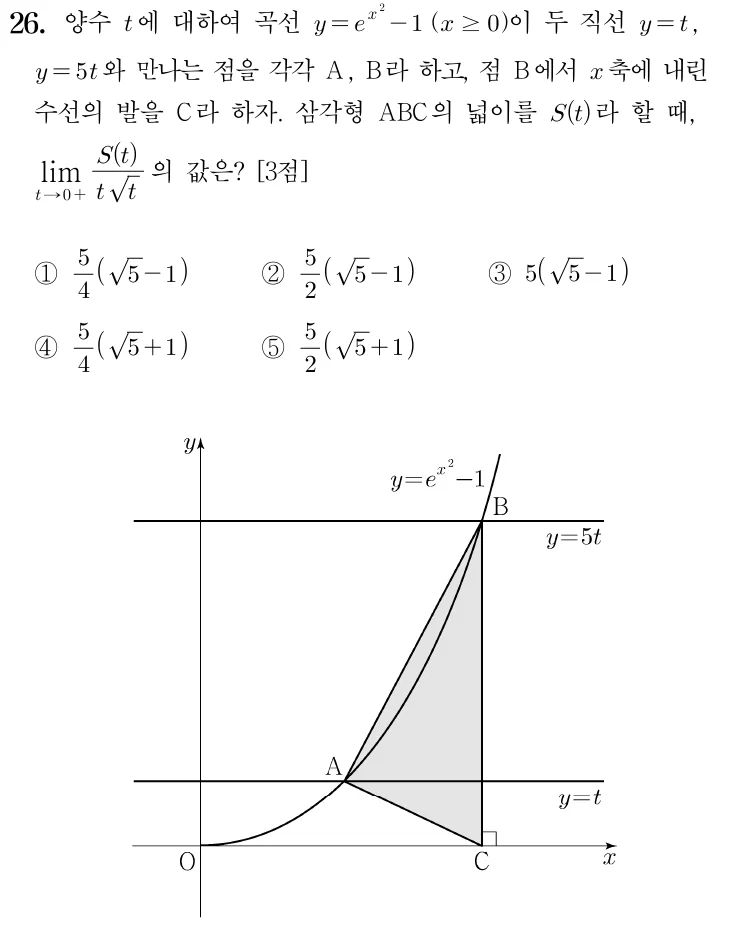 26. 양수 t에 대하여 곡선 y=e^{x^2}-1 (x≥0)이 두 직선 y=t,
y=5t와 만나는 점을 각각 A, B라 하고, 점 B에서 x축에 내린
수선의 발을 C라 하자. 삼각형 ABC의 넓이를 S(t)라 할 때,
lim_{t→0+} \frac{S(t)}{t√t} 의 값은? [3점]
① \frac{5}{4}(√5-1) ② \frac{5}{2}(√5-1) ③ 5(√5-1)
④ \frac{5}{4}(√5+1) ⑤ \frac{5}{2}(√5+1)
y
y=e^{x^2}-1
B
y=5t
A
y=t
O C x